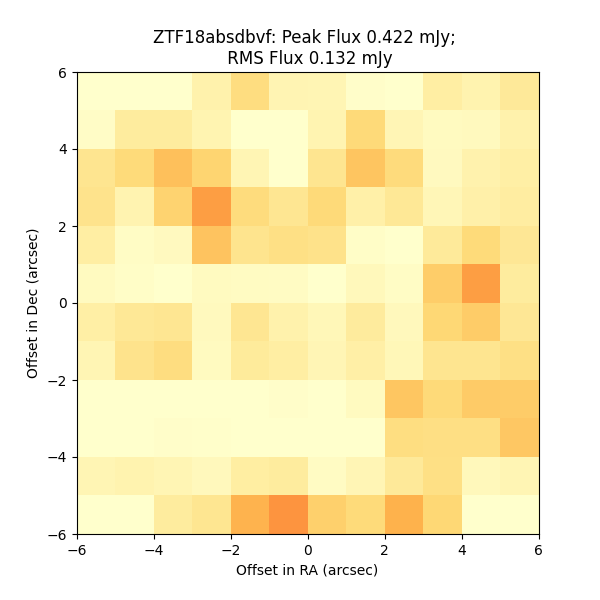 ZTF18absdbvf: Peak Flux 0.422 mJy;
RMS Flux 0.132 mJy
6
4
2
0
−2
−4
−6
Offset in Dec (arcsec)
−6 −4 −2 0 2 4 6
Offset in RA (arcsec)